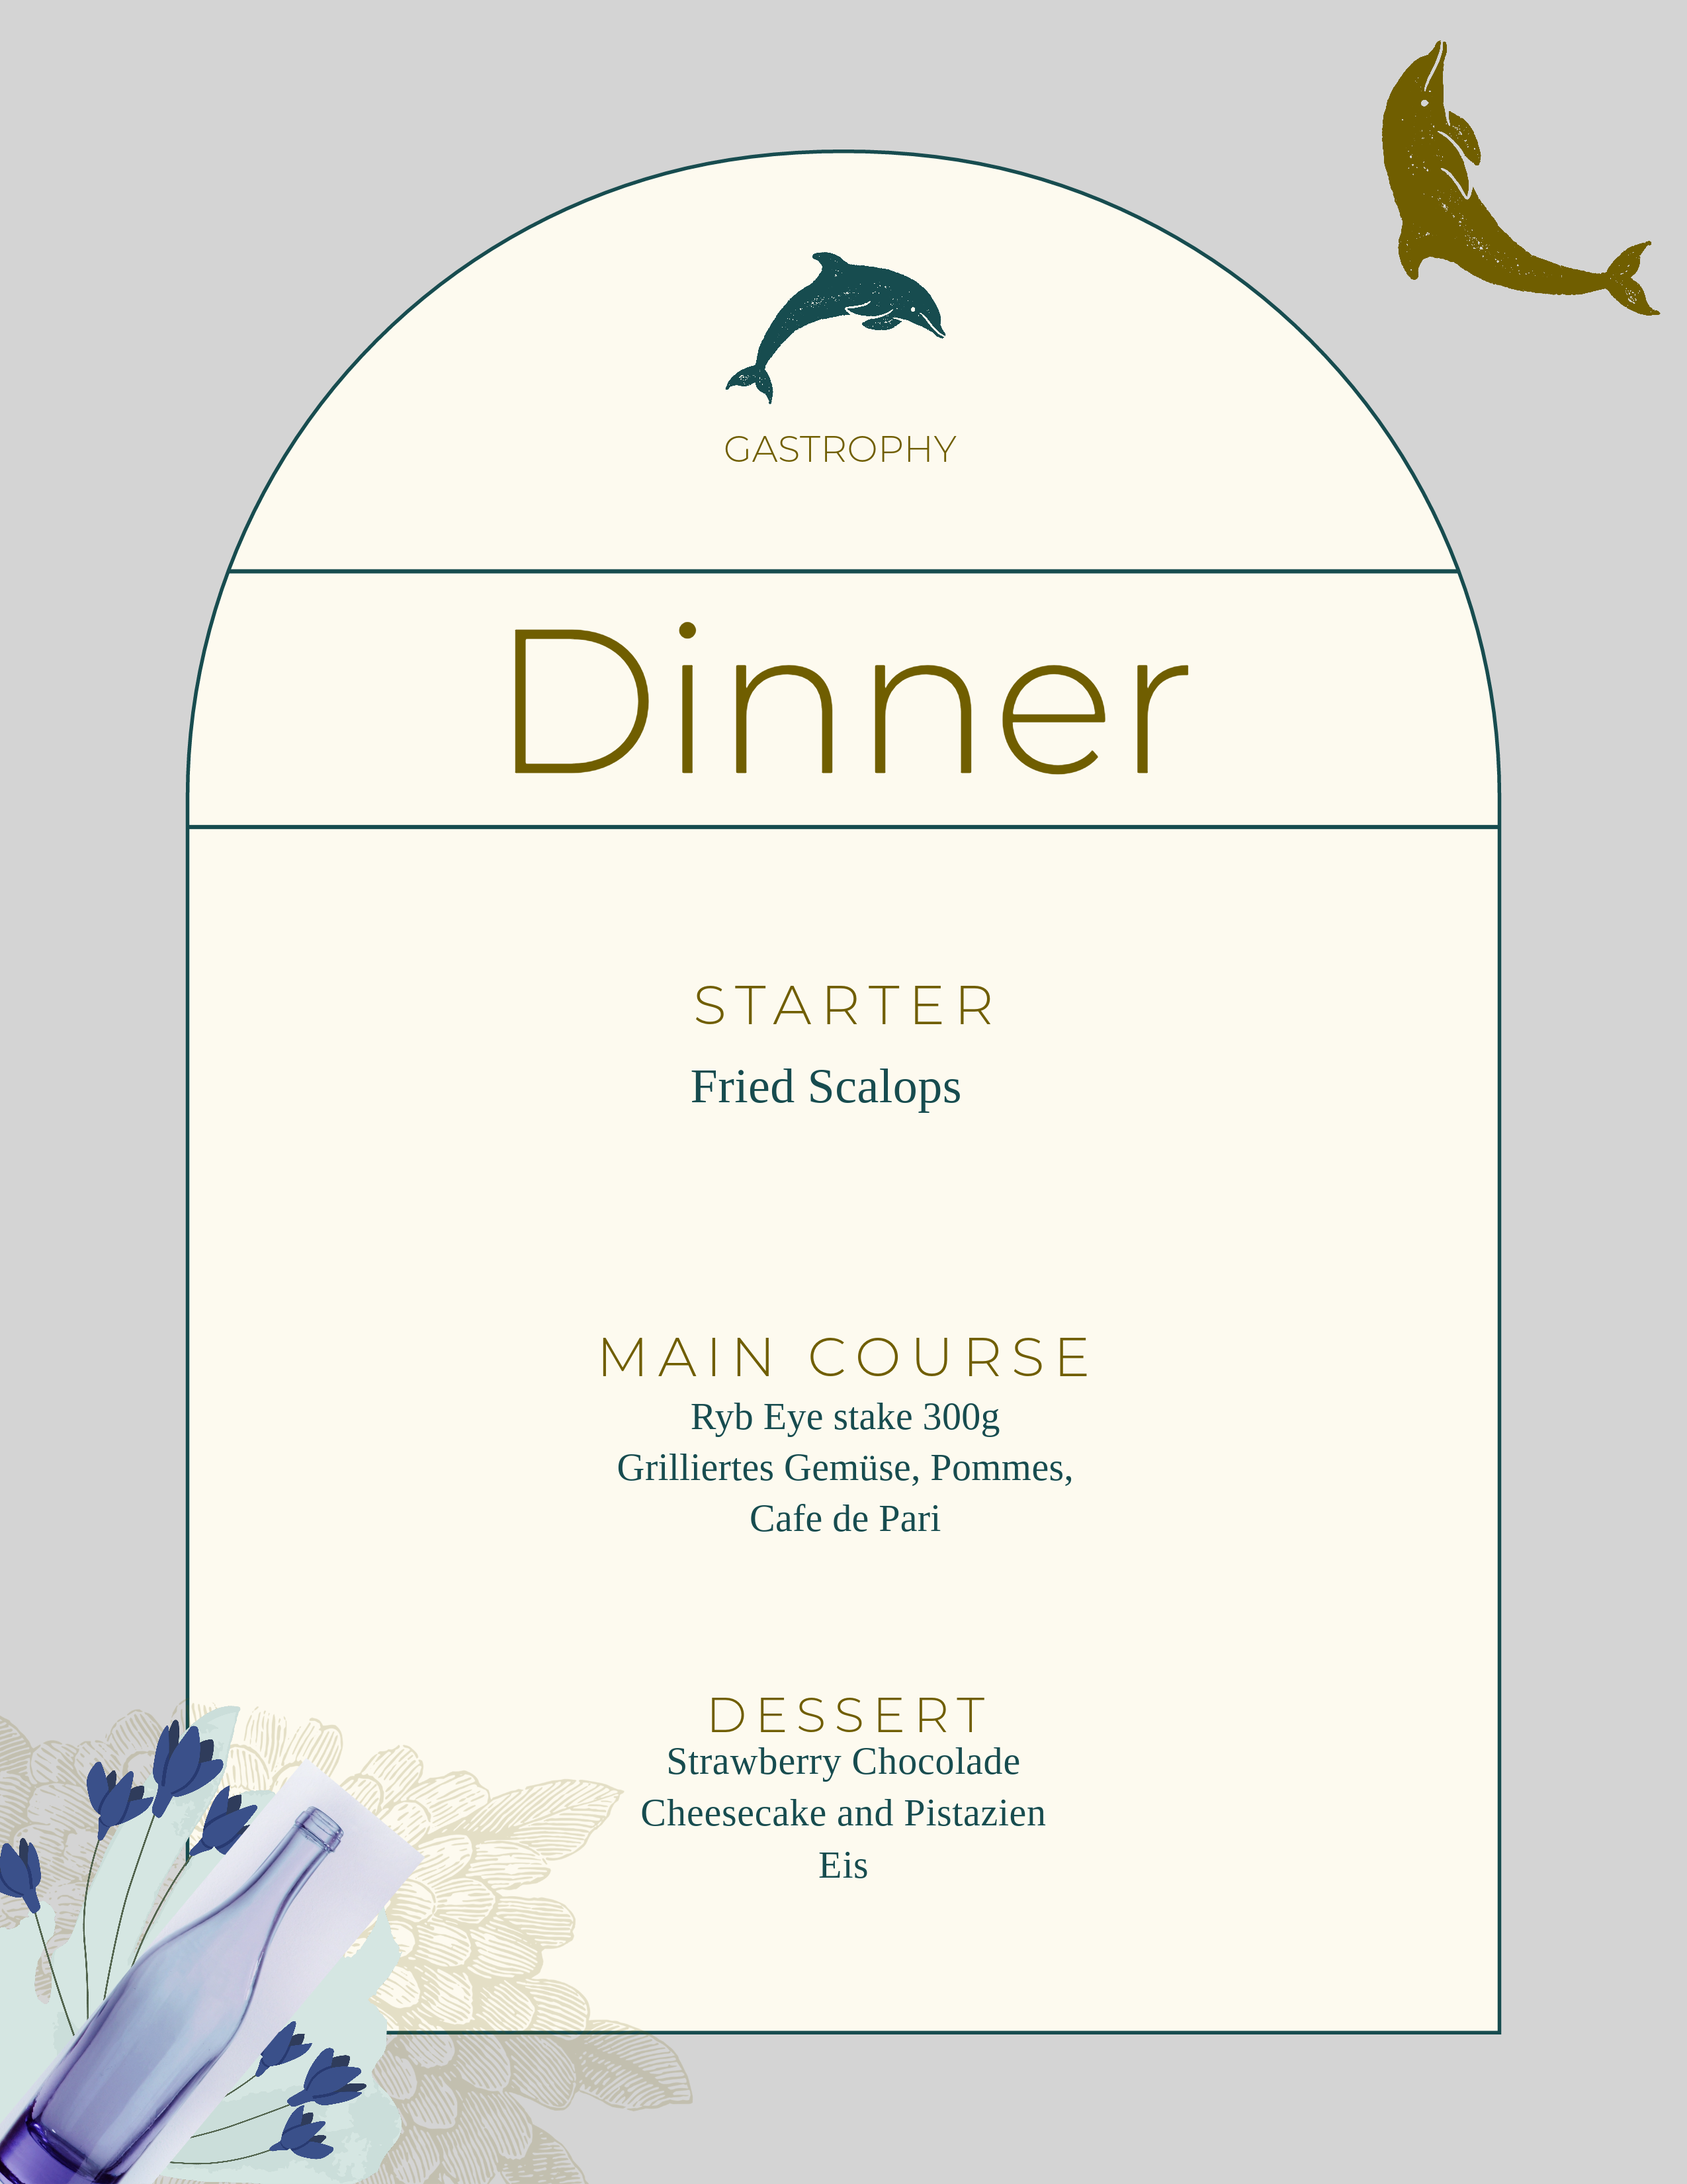 GASTROPHY
Dinner
STARTER
Fried Scalops
MAIN COURSE
Ryb Eye stake 300g
Grilliertes Gemüse, Pommes,
Cafe de Pari
DESSERT
Strawberry Chocolade
Cheesecake and Pistazien
Eis